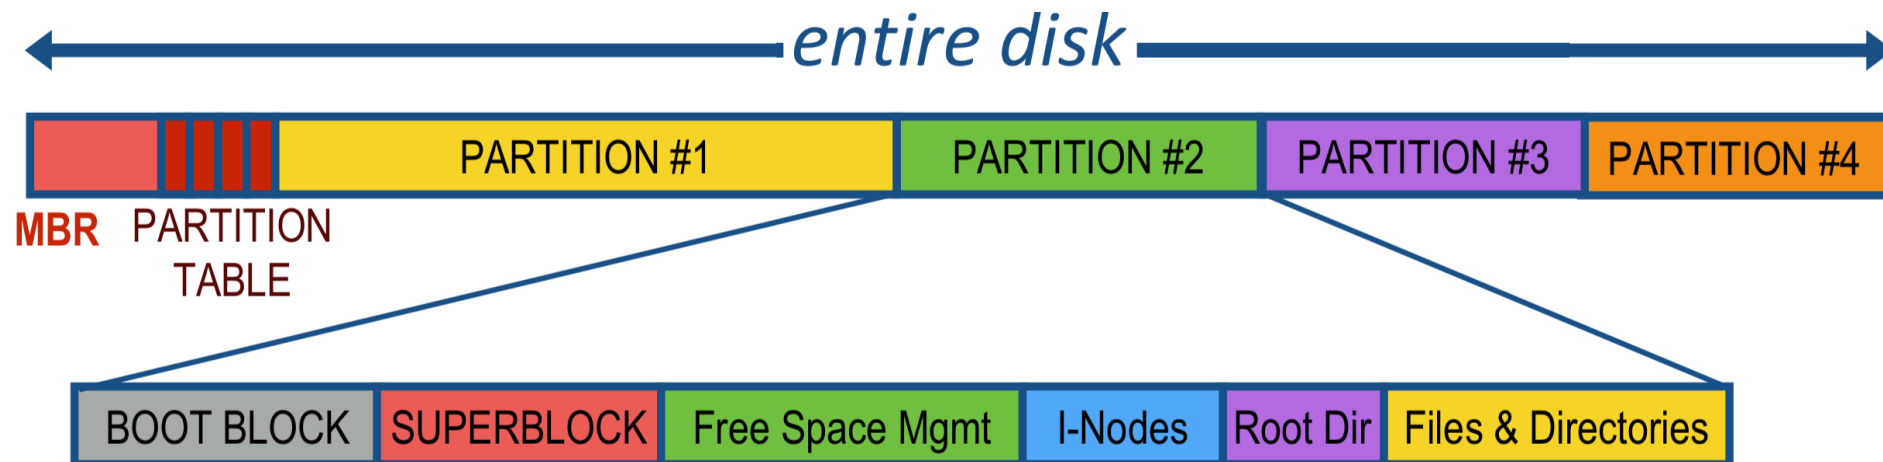 entire disk
PARTITION #1
PARTITION #2
PARTITION #3
PARTITION #4
MBR
PARTITION
TABLE
BOOT BLOCK
SUPERBLOCK
Free Space Mgmt
I-Nodes
Root Dir
Files & Directories